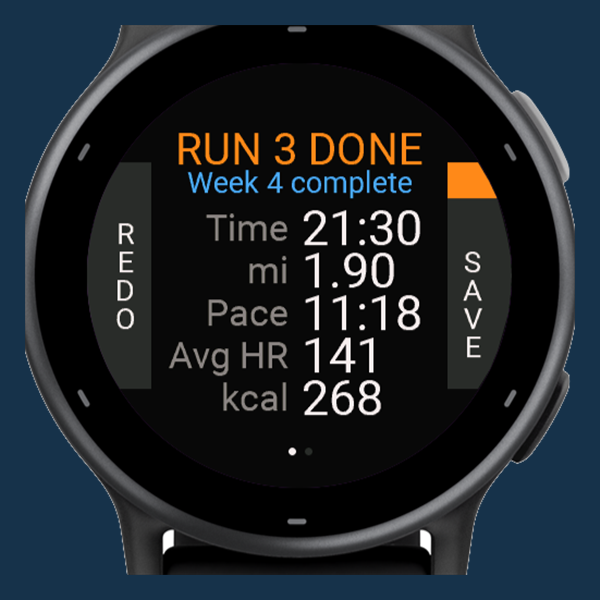 RUN 3 DONE
Week 4 complete
Time 21:30
mi 1.90
Pace 11:18
Avg HR 141
kcal 268
REDO
SAVE